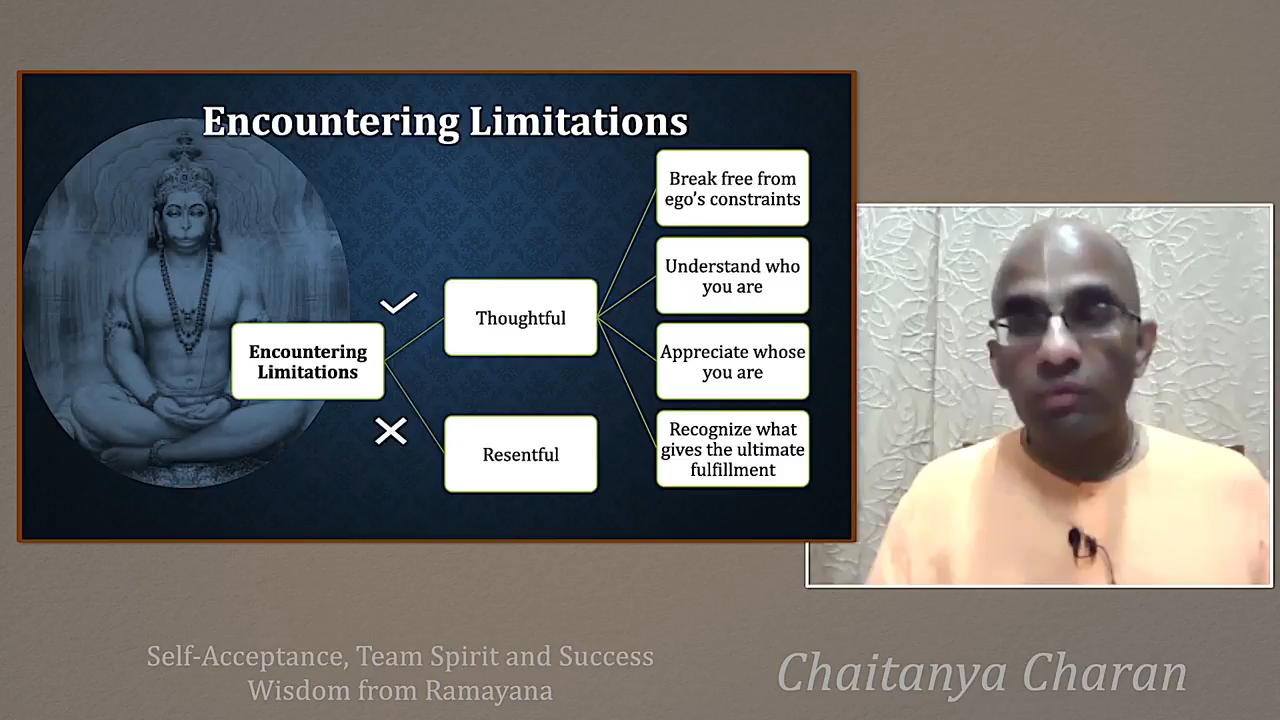 Encountering Limitations
Encountering
Limitations
Thoughtful
Resentful
Break free from
ego’s constraints
Understand who
you are
Appreciate whose
you are
Recognize what
gives the ultimate
fulfillment
Self-Acceptance, Team Spirit and Success
Wisdom from Ramayana
Chaitanya Charan